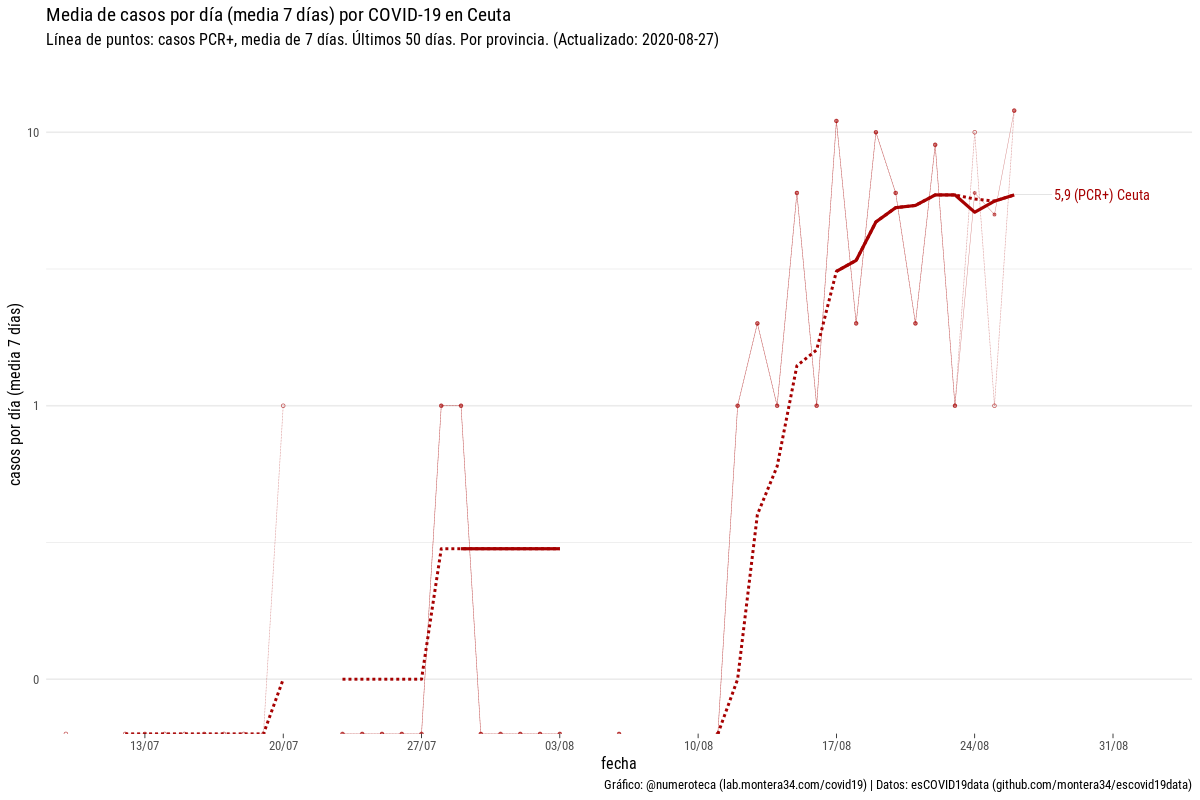 Media de casos por día (media 7 días) por COVID-19 en Ceuta
Línea de puntos: casos PCR+, media de 7 días. Últimos 50 días. Por provincia. (Actualizado: 2020-08-27)
casos por día (media 7 días)
10
1
0
5,9 (PCR+) Ceuta
13/07 20/07 27/07 03/08 10/08 17/08 24/08 31/08
fecha
Gráfico: @numeroteca (lab.montera34.com/covid19) | Datos: esCOVID19data (github.com/montera34/escovid19data)